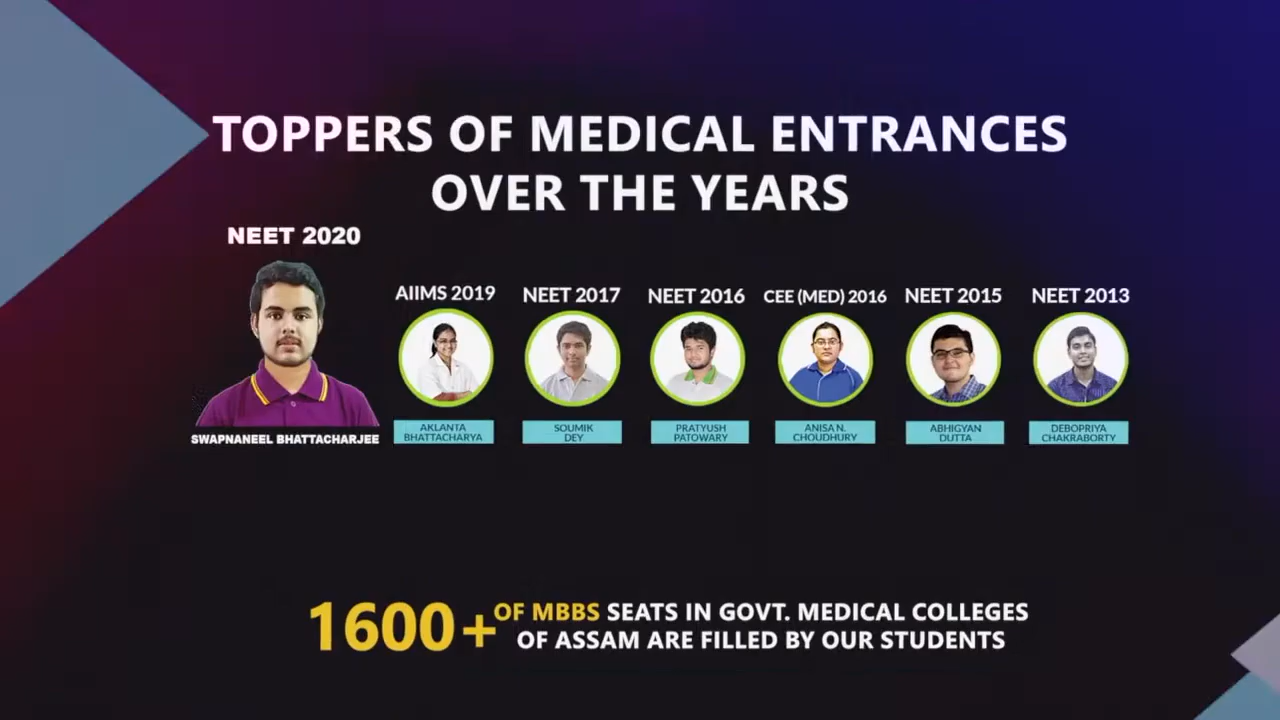 TOPPERS OF MEDICAL ENTRANCES
OVER THE YEARS
NEET 2020
SWAPNANEEL BHATTACHARJEE
AIIMS 2019
AKLANTA
BHATTACHARYA
NEET 2017
SOUMIK
DEY
NEET 2016
PRATYUSH
PATOWARY
CEE (MED) 2016
ANISA N.
CHOUDHURY
NEET 2015
ABHIGYAN
DUTTA
NEET 2013
DEBOPRIYA
CHAKRABORTY
1600+ OF MBBS SEATS IN GOVT. MEDICAL COLLEGES
OF ASSAM ARE FILLED BY OUR STUDENTS